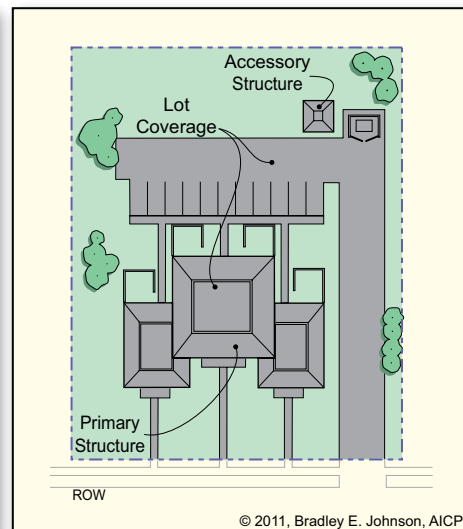 Accessory
Structure
Lot
Coverage
Primary
Structure
ROW
© 2011, Bradley E. Johnson, AICP